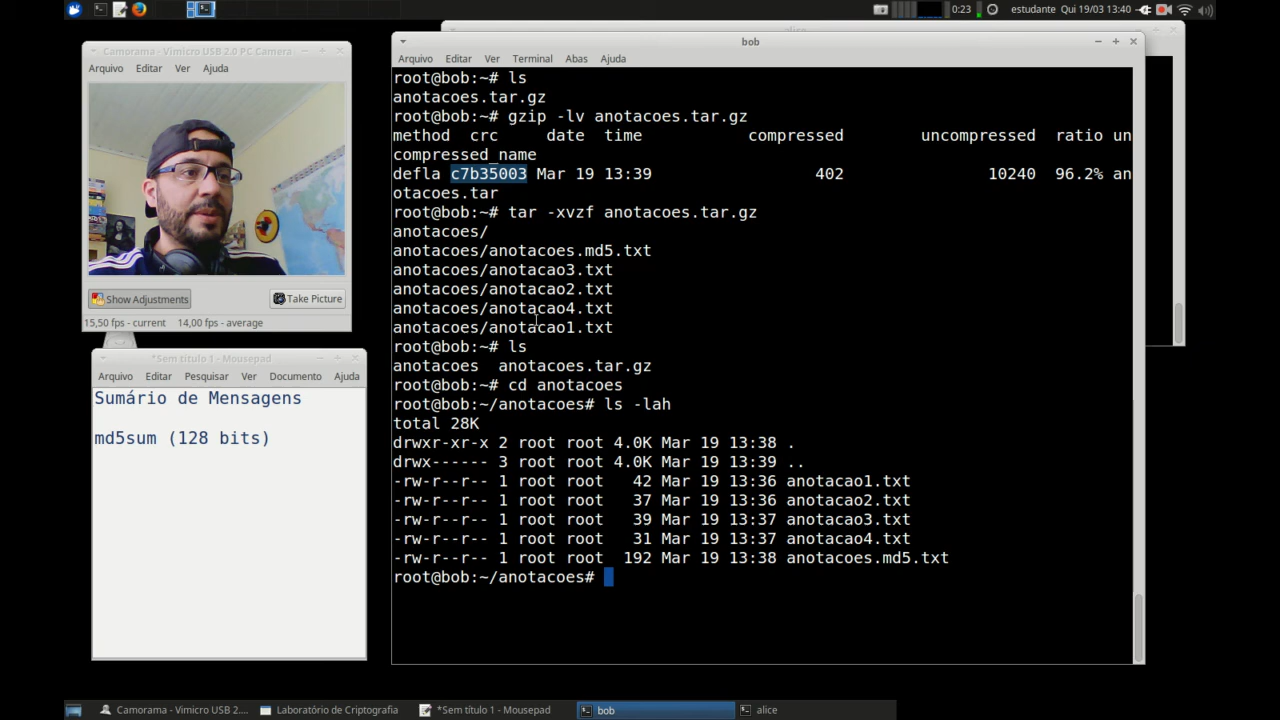 0:23 estudante Qui 19/03 13:40
alice
Camorama - Vimicro USB 2.0 PC Camera
Arquivo Editar Ver Ajuda
Show Adjustments Take Picture
15,50 fps - current 14,00 fps - average
*Sem título 1 - Mousepad
Arquivo Editar Pesquisar Ver Documento Ajuda
Sumário de Mensagens
md5sum (128 bits)
bob
Arquivo Editar Ver Terminal Abas Ajuda
root@bob:~# ls
anotacoes.tar.gz
root@bob:~# gzip -lv anotacoes.tar.gz
method crc date time compressed uncompressed ratio un
compressed_name
defla c7b35003 Mar 19 13:39 402 10240 96.2% an
otacoes.tar
root@bob:~# tar -xvzf anotacoes.tar.gz
anotacoes/
anotacoes/anotacoes.md5.txt
anotacoes/anotacao3.txt
anotacoes/anotacao2.txt
anotacoes/anotacao4.txt
anotacoes/anotacao1.txt
root@bob:~# ls
anotacoes anotacoes.tar.gz
root@bob:~# cd anotacoes
root@bob:~/anotacoes# ls -lah
total 28K
drwxr-xr-x 2 root root 4.0K Mar 19 13:38 .
drwx------ 3 root root 4.0K Mar 19 13:39 ..
-rw-r--r-- 1 root root 42 Mar 19 13:36 anotacao1.txt
-rw-r--r-- 1 root root 37 Mar 19 13:36 anotacao2.txt
-rw-r--r-- 1 root root 39 Mar 19 13:37 anotacao3.txt
-rw-r--r-- 1 root root 31 Mar 19 13:37 anotacao4.txt
-rw-r--r-- 1 root root 192 Mar 19 13:38 anotacoes.md5.txt
root@bob:~/anotacoes#
Camorama - Vimicro USB 2.... Laboratório de Criptografia *Sem título 1 - Mousepad bob alice